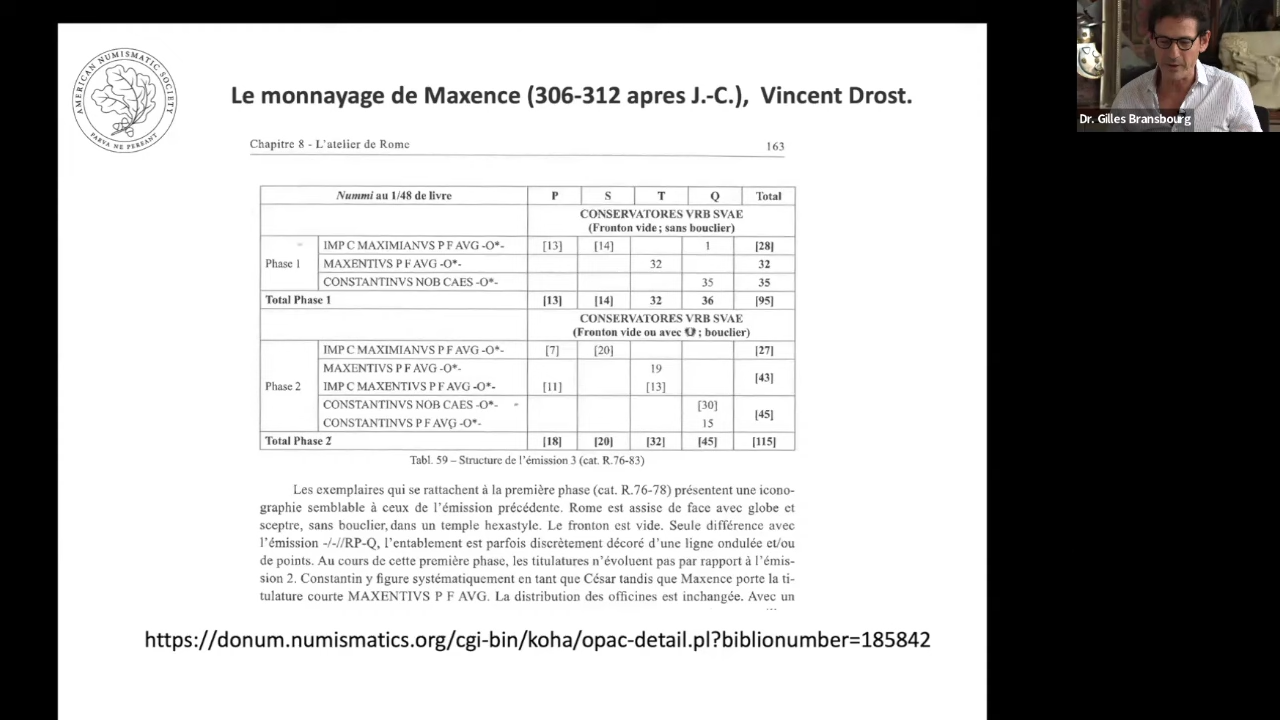 AMERICAN NUMISMATIC SOCIETY
PARVA NE PEREANT
Le monnayage de Maxence (306-312 apres J.-C.), Vincent Drost.
Dr. Gilles Bransbourg
Chapitre 8 - L'atelier de Rome 163
Nummi au 1/48 de livre P S T Q Total
CONSERVATORES VRB SVAE
(Fronton vide ; sans bouclier)
Phase 1
IMP C MAXIMIANVS P F AVG -O*- [13] [14] 1 [28]
MAXENTIVS P F AVG -O*- 32 32
CONSTANTINVS NOB CAES -O*- 35 35
Total Phase 1 [13] [14] 32 36 [95]
CONSERVATORES VRB SVAE
(Fronton vide ou avec ; bouclier)
Phase 2
IMP C MAXIMIANVS P F AVG -O*- [7] [20] [27]
MAXENTIVS P F AVG -O*- 19 [43]
IMP C MAXENTIVS P F AVG -O*- [11] [13]
CONSTANTINVS NOB CAES -O*- [30] [45]
CONSTANTINVS P F AVG -O*- 15
Total Phase 2 [18] [20] [32] [45] [115]
Tabl. 59 – Structure de l'émission 3 (cat. R.76-83)
Les exemplaires qui se rattachent à la première phase (cat. R.76-78) présentent une icono-
graphie semblable à ceux de l'émission précédente. Rome est assise de face avec globe et
sceptre, sans bouclier, dans un temple hexastyle. Le fronton est vide. Seule différence avec
l'émission -/-//RP-Q, l'entablement est parfois discrètement décoré d'une ligne ondulée et/ou
de points. Au cours de cette première phase, les titulatures n'évoluent pas par rapport à l'émis-
sion 2. Constantin y figure systématiquement en tant que César tandis que Maxence porte la ti-
tulature courte MAXENTIVS P F AVG. La distribution des officines est inchangée. Avec un
https://donum.numismatics.org/cgi-bin/koha/opac-detail.pl?biblionumber=185842